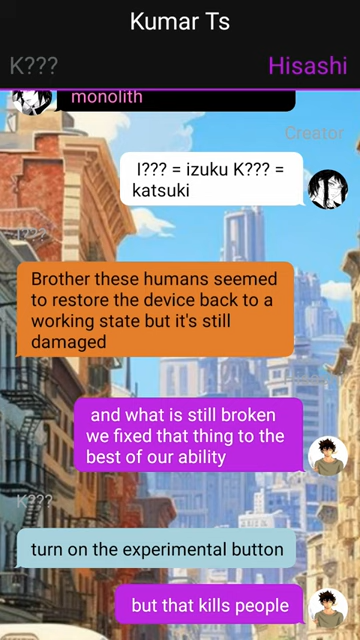 Kumar Ts
K??? Hisashi
monolith
Creator
I??? = izuku K??? =
katsuki
I???
Brother these humans seemed
to restore the device back to a
working state but it's still
damaged
and what is still broken
we fixed that thing to the
best of our ability
K???
turn on the experimental button
but that kills people